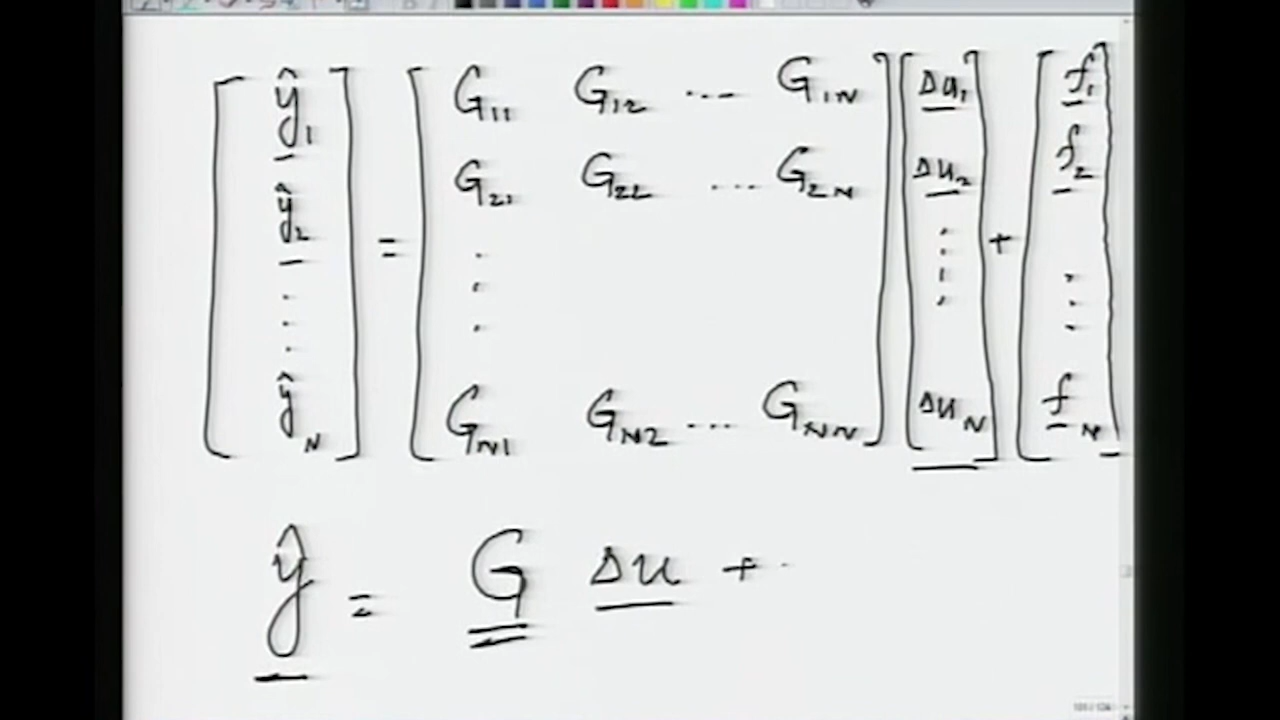 ŷ₁ = G₁₁ G₁₂ ... G₁N Δu₁ + f₁
ŷ₂ G₂₁ G₂₂ ... G₂N Δu₂ f₂
ŷN GN₁ GN₂ ... GNN ΔuN fN
ŷ = G Δu +